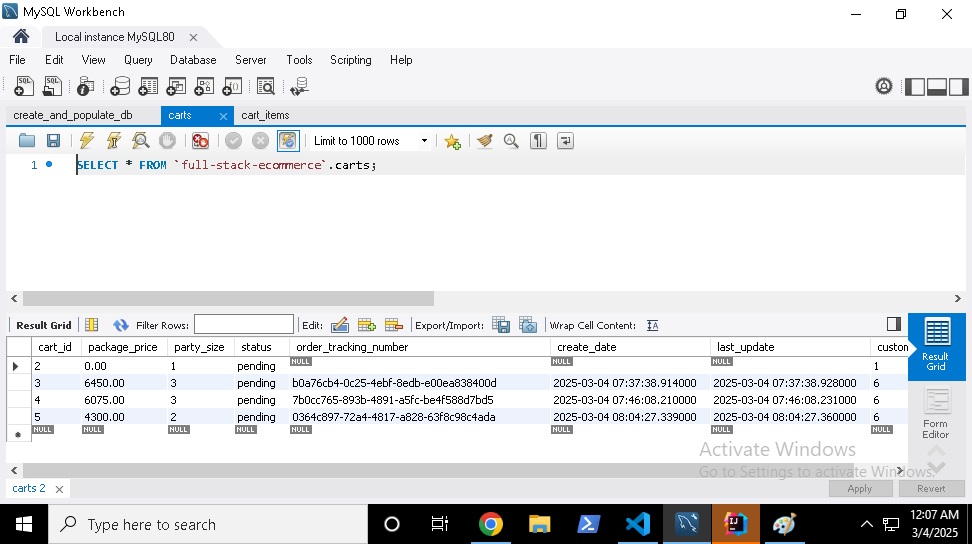 MySQL Workbench
Local instance MySQL80
File Edit View Query Database Server Tools Scripting Help
create_and_populate_db carts cart_items
Limit to 1000 rows
1 SELECT * FROM `full-stack-ecommerce`.carts;
Result Grid Filter Rows: Edit: Export/Import: Wrap Cell Content:
cart_id package_price party_size status order_tracking_number create_date last_update custom
2 0.00 1 pending NULL NULL NULL 1
3 6450.00 3 pending b0a76cb4-0c25-4ebf-8edb-e00ea838400d 2025-03-04 07:37:38.914000 2025-03-04 07:37:38.928000 6
4 6075.00 3 pending 7b0cc765-893b-4891-a5fc-be4f588d7bd5 2025-03-04 07:46:08.210000 2025-03-04 07:46:08.219000 6
5 4300.00 2 pending 0364c897-72a4-4817-a828-63f8c98c4ada 2025-03-04 08:04:27.339000 2025-03-04 08:04:27.360000 6
NULL NULL NULL NULL NULL NULL NULL NULL
Result
Grid
Form
Editor
Activate Windows
Go to Settings to activate Windows.
carts 2 Apply Revert
Type here to search
12:07 AM
3/4/2025